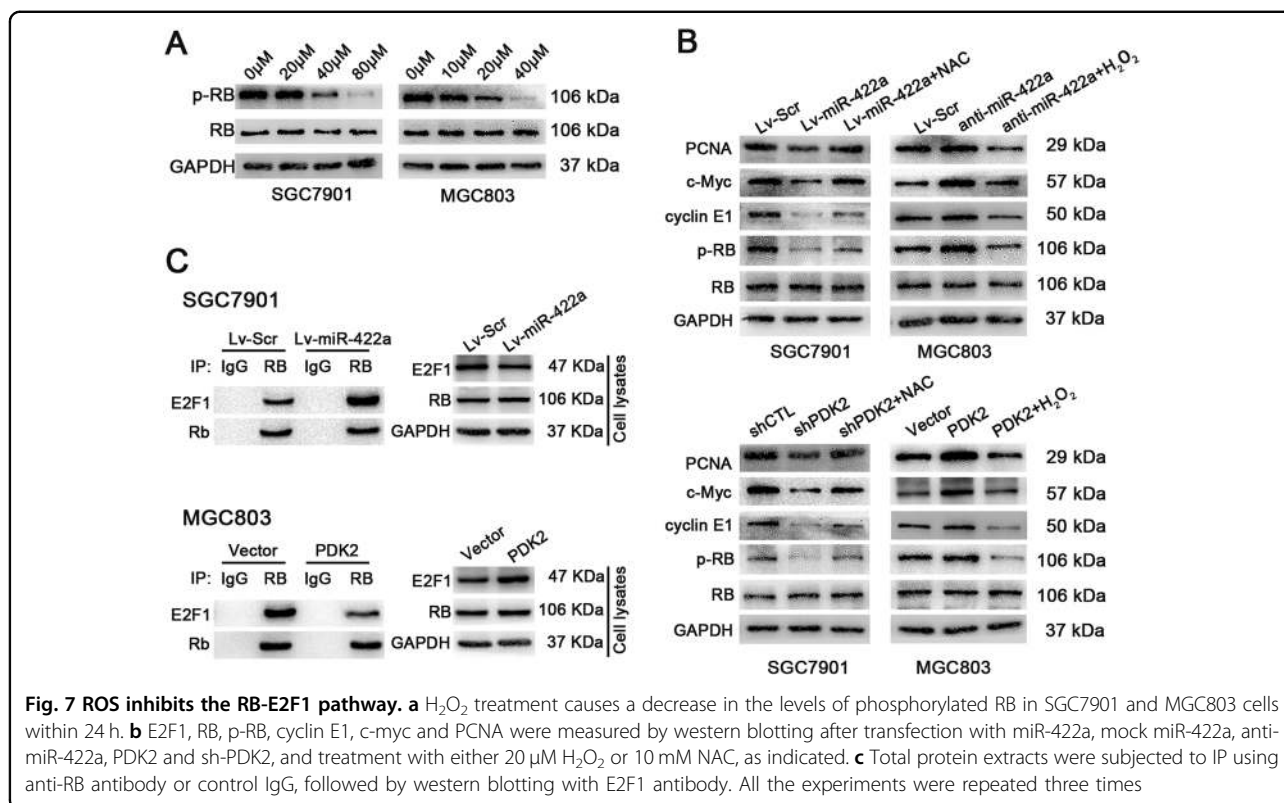 A
0µM 20µM 40µM 80µM 0µM 10µM 20µM 40µM
p-RB 106 kDa
RB 106 kDa
GAPDH 37 kDa
SGC7901 MGC803
B
Lv-Scr Lv-miR-422a Lv-miR-422a+NAC Lv-Scr anti-miR-422a anti-miR-422a+H₂O₂
PCNA 29 kDa
c-Myc 57 kDa
cyclin E1 50 kDa
p-RB 106 kDa
RB 106 kDa
GAPDH 37 kDa
SGC7901 MGC803
shCTL shPDK2 shPDK2+NAC Vector PDK2 PDK2+H₂O₂
PCNA 29 kDa
c-Myc 57 kDa
cyclin E1 50 kDa
p-RB 106 kDa
RB 106 kDa
GAPDH 37 kDa
SGC7901 MGC803
C
SGC7901
Lv-Scr Lv-miR-422a
IP: IgG RB IgG RB
E2F1
Rb
Lv-Scr Lv-miR-422a
E2F1 47 KDa
RB 106 KDa
GAPDH 37 KDa
Cell lysates
MGC803
Vector PDK2
IP: IgG RB IgG RB
E2F1
Rb
Vector PDK2
E2F1 47 KDa
RB 106 KDa
GAPDH 37 KDa
Cell lysates
Fig. 7 ROS inhibits the RB-E2F1 pathway. a H₂O₂ treatment causes a decrease in the levels of phosphorylated RB in SGC7901 and MGC803 cells
within 24 h. b E2F1, RB, p-RB, cyclin E1, c-myc and PCNA were measured by western blotting after transfection with miR-422a, mock miR-422a, anti-
miR-422a, PDK2 and sh-PDK2, and treatment with either 20 µM H₂O₂ or 10 mM NAC, as indicated. c Total protein extracts were subjected to IP using
anti-RB antibody or control IgG, followed by western blotting with E2F1 antibody. All the experiments were repeated three times